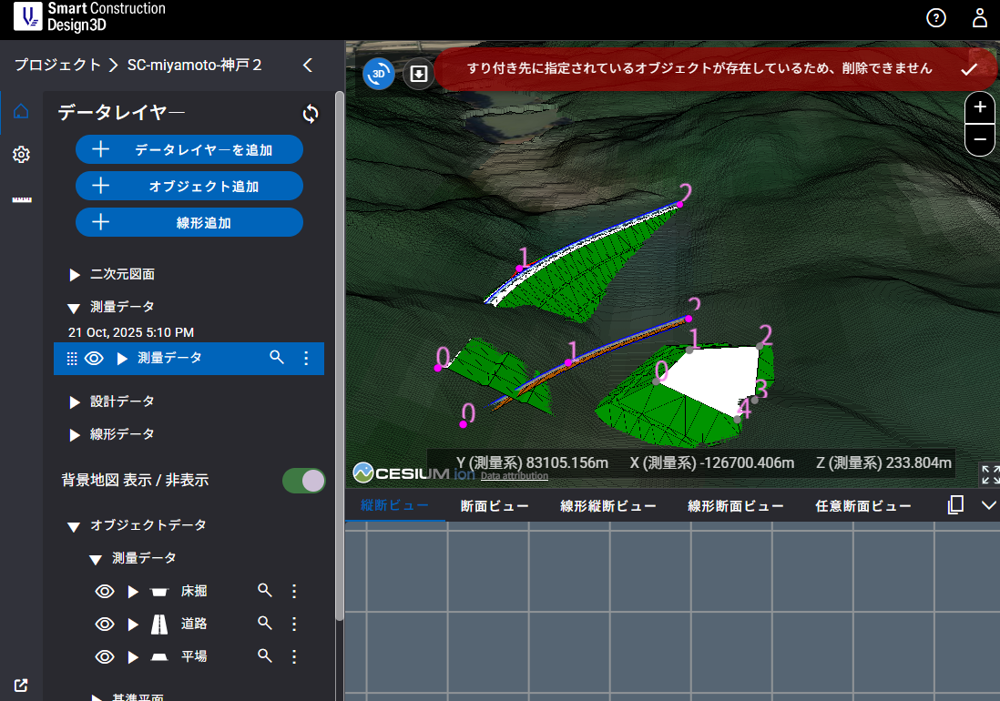 Smart Construction
Design3D
プロジェクト > SC-miyamoto-神戸２
すり付き先に指定されているオブジェクトが存在しているため、削除できません
3D
データレイヤー
データレイヤーを追加
オブジェクト追加
線形追加
二次元図面
測量データ
21 Oct, 2025 5:10 PM
測量データ
設計データ
線形データ
背景地図 表示 / 非表示
オブジェクトデータ
測量データ
床掘
道路
平場
基準平面
2
1
2
1
2
0
1
0
3
4
0
Y (測量系) 83105.156m X (測量系) -126700.406m Z (測量系) 233.804m
CESIUM ion Data attribution
縦断ビュー 断面ビュー 線形縦断ビュー 線形断面ビュー 任意断面ビュー